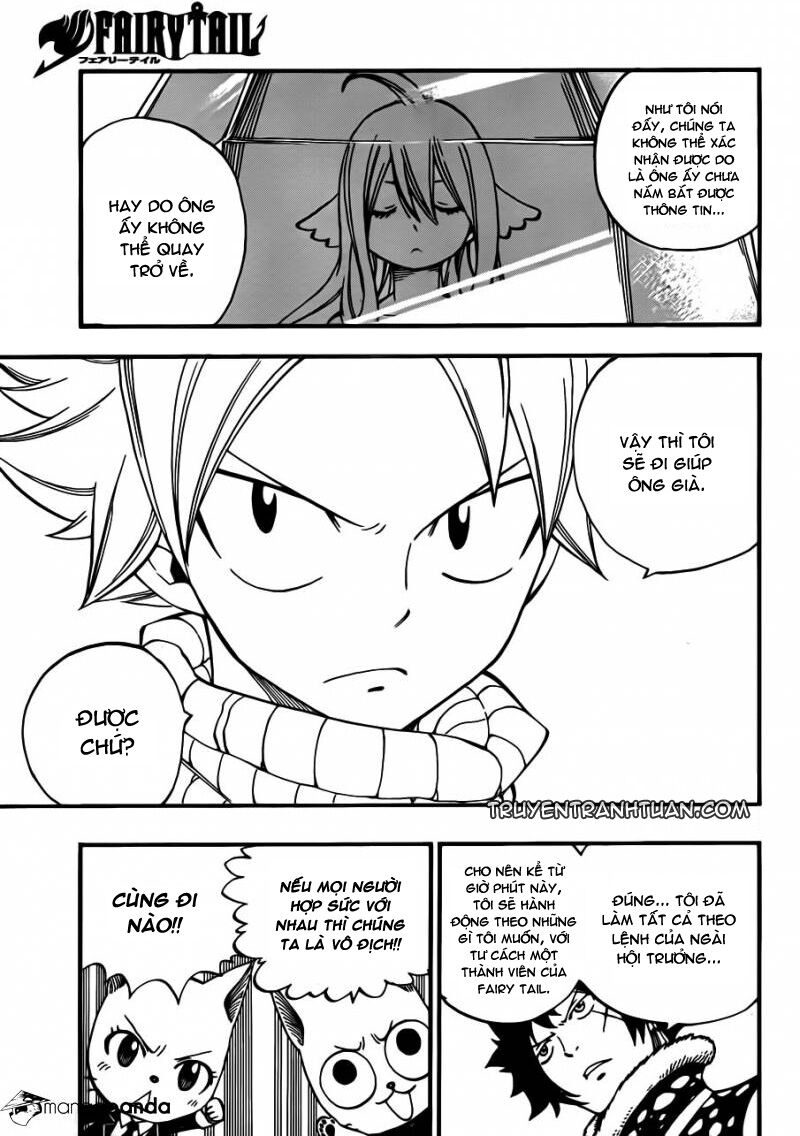 FAIRY TAIL
フェアリーテイル
NHƯ TÔI NÓI
ĐẤY, CHÚNG TA
KHÔNG THỂ XÁC
NHẬN ĐƯỢC DO
LÀ ÔNG ẤY CHƯA
NẮM BẮT ĐƯỢC
THÔNG TIN...
HAY DO ÔNG
ẤY KHÔNG
THỂ QUAY
TRỞ VỀ.
VẬY THÌ TÔI
SẼ ĐI GIÚP
ÔNG GIÀ.
ĐƯỢC
CHỨ?
TRUYENTRANHTUAN.COM
ĐÚNG... TÔI ĐÃ
LÀM TẤT CẢ THEO
LỆNH CỦA NGÀI
HỘI TRƯỞNG...
CHO NÊN KỂ TỪ
GIỜ PHÚT NÀY,
TÔI SẼ HÀNH
ĐỘNG THEO NHỮNG
GÌ TÔI MUỐN, VỚI
TƯ CÁCH MỘT
THÀNH VIÊN CỦA
FAIRY TAIL.
NẾU MỌI NGƯỜI
HỢP SỨC VỚI
NHAU THÌ CHÚNG
TA LÀ VÔ ĐỊCH!!
CÙNG ĐI
NÀO!!